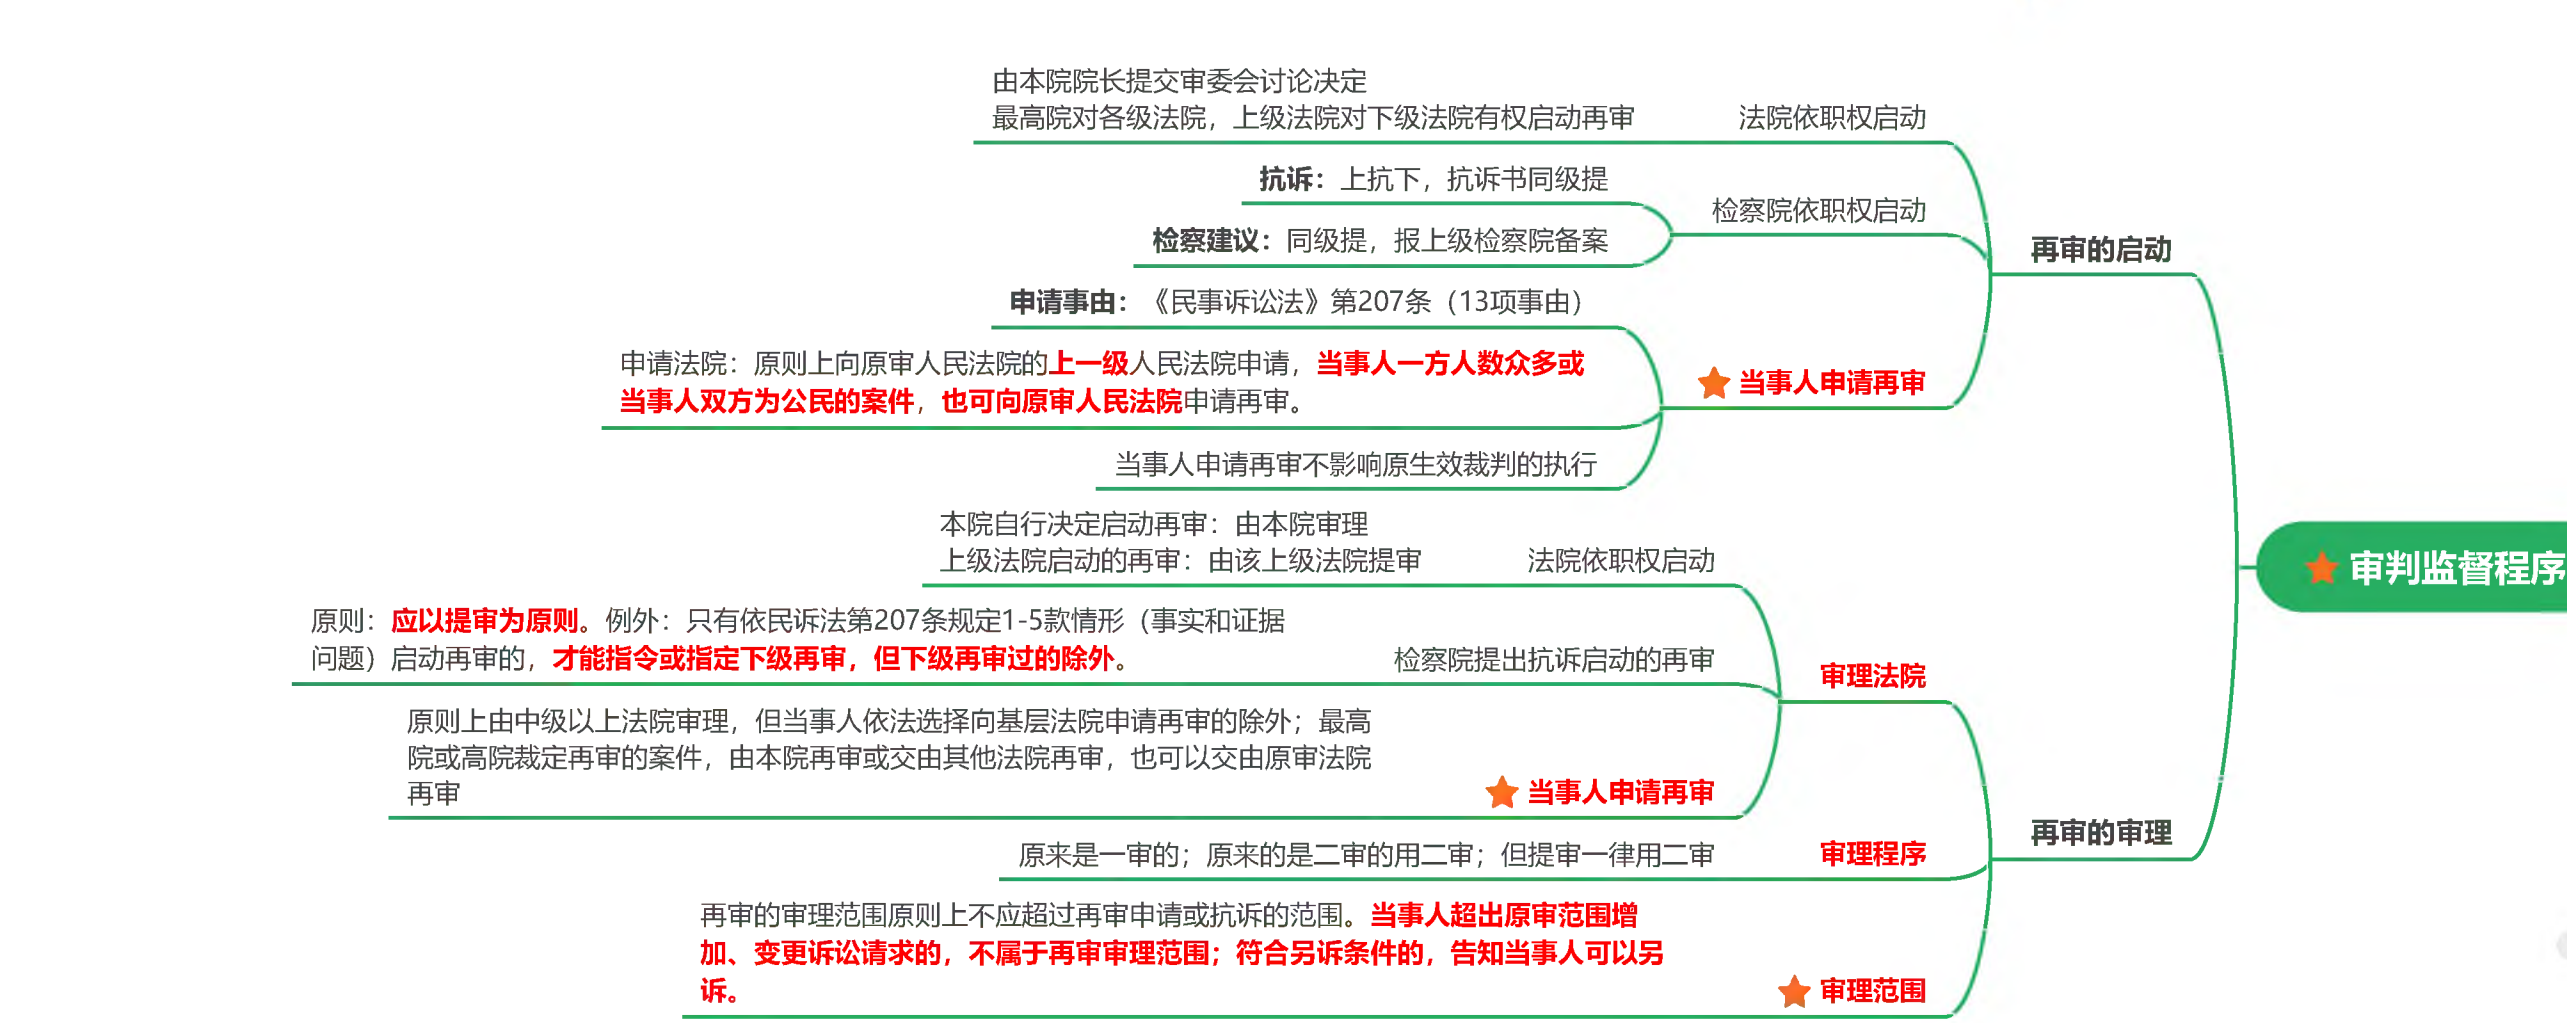 审判监督程序
再审的启动
法院依职权启动
由本院院长提交审委会讨论决定
最高院对各级法院，上级法院对下级法院有权启动再审
检察院依职权启动
抗诉：上抗下，抗诉书同级提
检察建议：同级提，报上级检察院备案
当事人申请再审
申请事由：《民事诉讼法》第207条（13项事由）
申请法院：原则上向原审人民法院的上一级人民法院申请，当事人一方人数众多或
当事人双方为公民的案件，也可向原审人民法院申请再审。
当事人申请再审不影响原生效裁判的执行
再审的审理
审理法院
法院依职权启动
本院自行决定启动再审：由本院审理
上级法院启动的再审：由该上级法院提审
检察院提出抗诉启动的再审
原则：应以提审为原则。例外：只有依民诉法第207条规定1-5款情形（事实和证据
问题）启动再审的，才能指令或指定下级再审，但下级再审过的除外。
当事人申请再审
原则上由中级以上法院审理，但当事人依法选择向基层法院申请再审的除外；最高
院或高院裁定再审的案件，由本院再审或交由其他法院再审，也可以交由原审法院
再审
审理程序
原来是一审的；原来的是二审的用二审；但提审一律用二审
审理范围
再审的审理范围原则上不应超过再审申请或抗诉的范围。当事人超出原审范围增
加、变更诉讼请求的，不属于再审审理范围；符合另诉条件的，告知当事人可以另
诉。